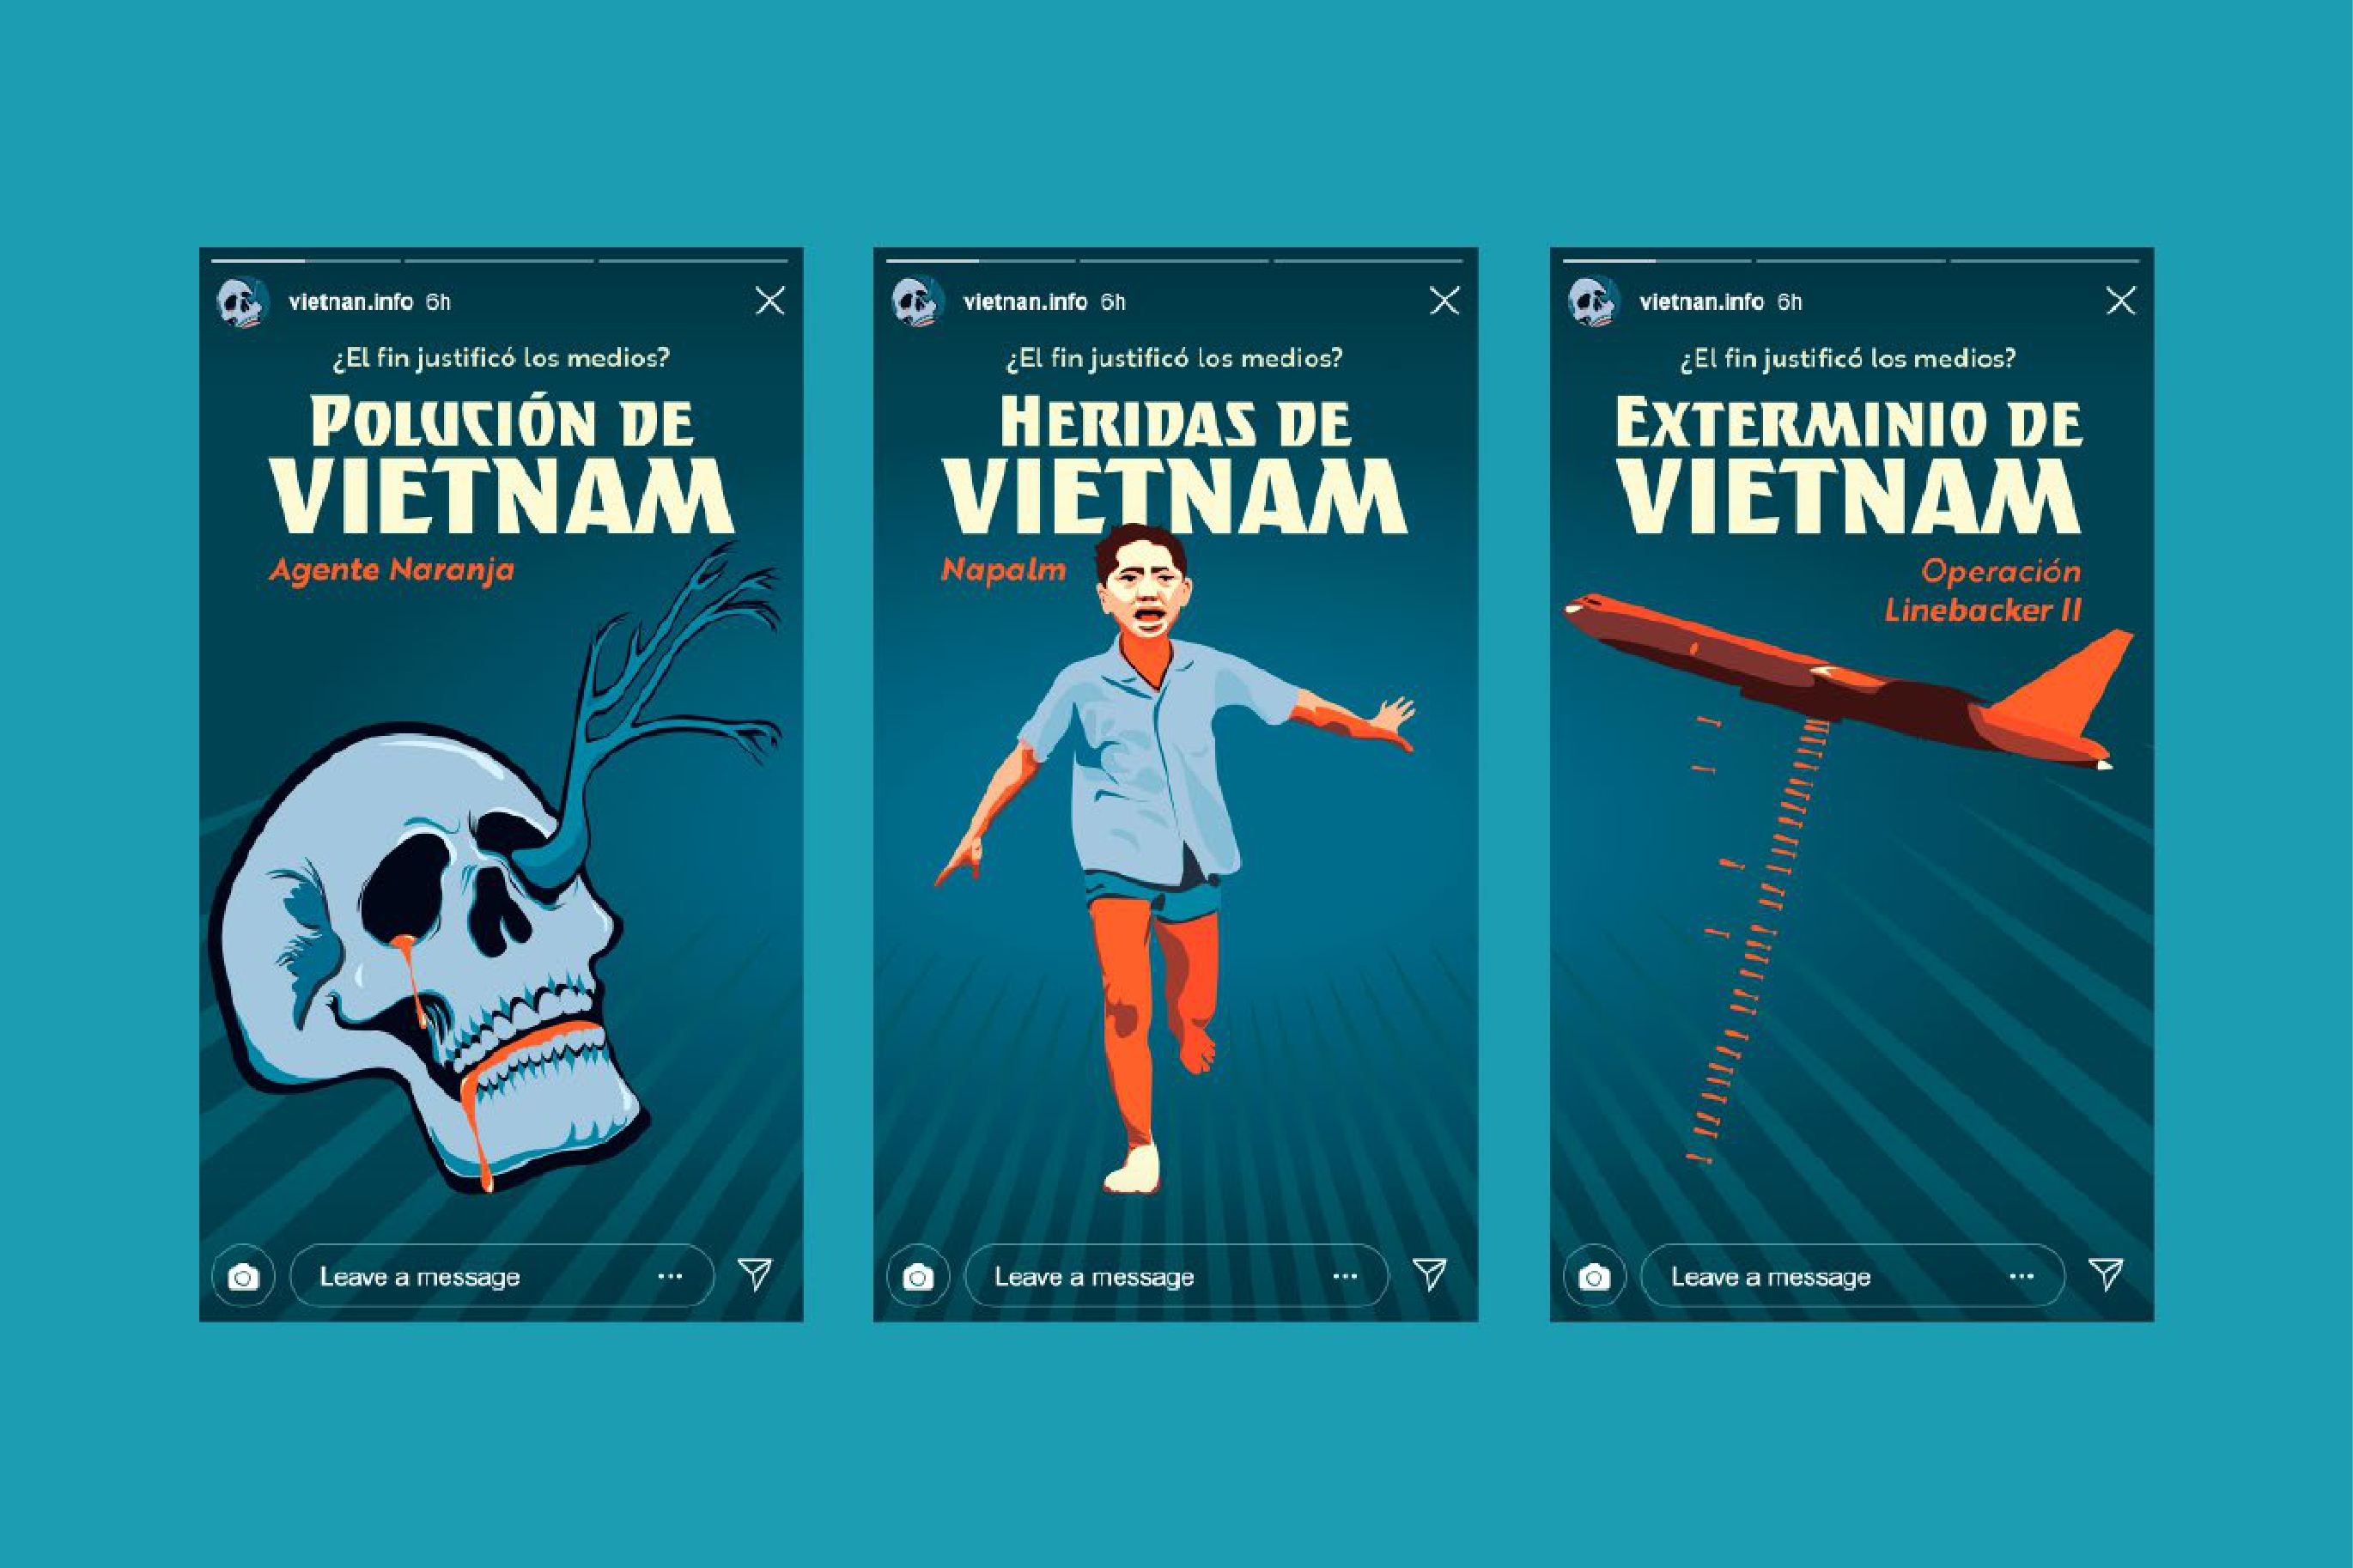 vietnan.info 6h
¿El fin justificó los medios?
POLUCIÓN DE
VIETNAM
Agente Naranja
Leave a message
vietnan.info 6h
¿El fin justificó los medios?
HERIDAS DE
VIETNAM
Napalm
Leave a message
vietnan.info 6h
¿El fin justificó los medios?
EXTERMINIO DE
VIETNAM
Operación
Linebacker II
Leave a message